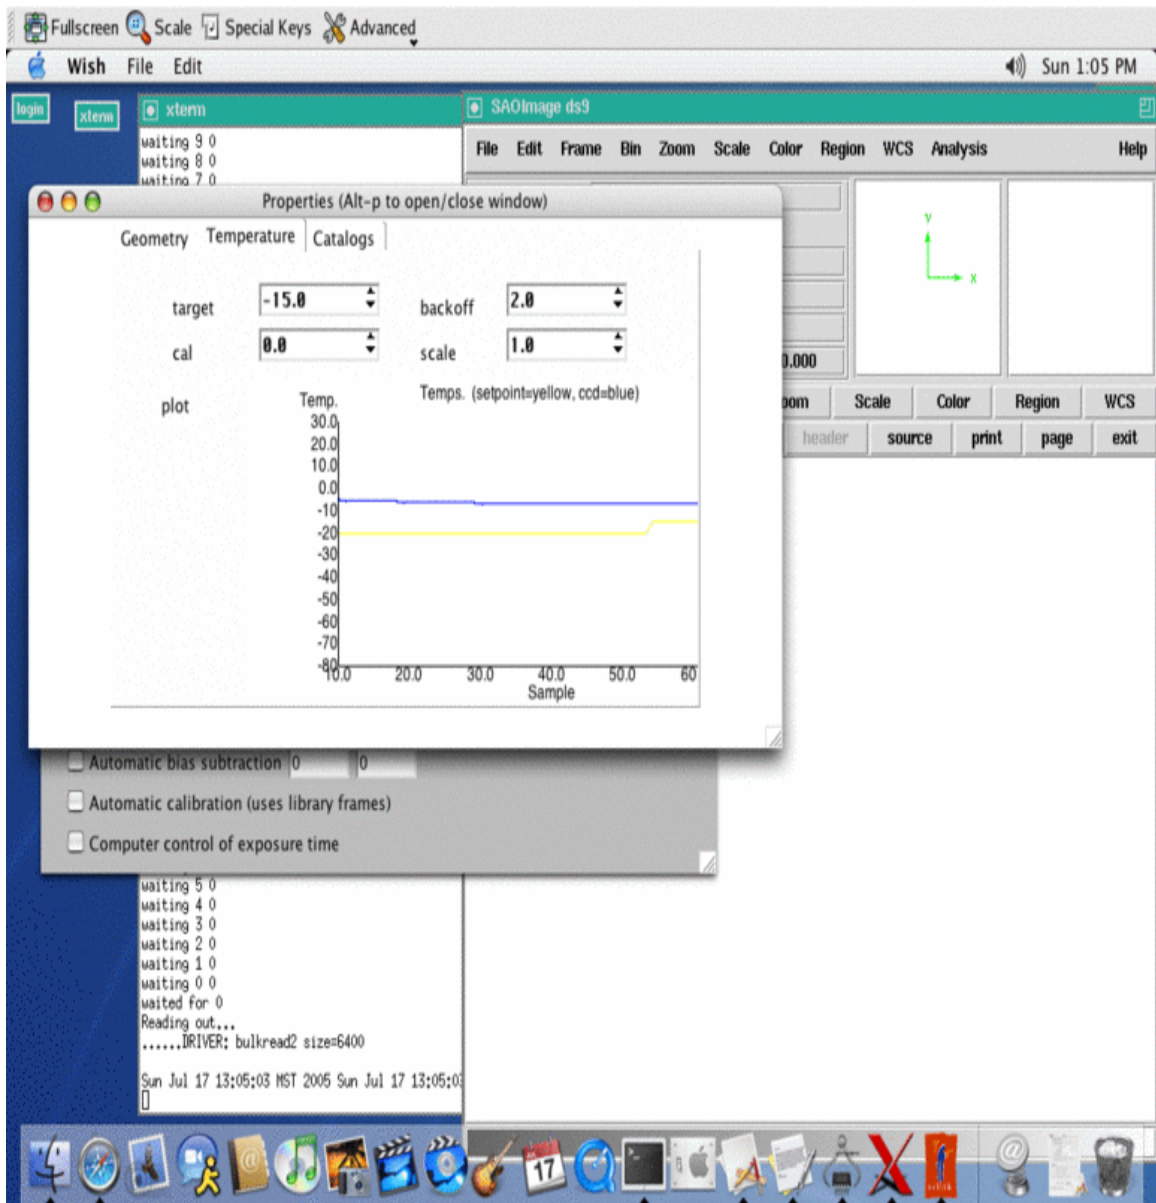 Fullscreen Scale Special Keys Advanced
Wish File Edit Sun 1:05 PM
login xterm xterm SAOImage ds9
waiting 9 0
waiting 8 0
waiting 7 0
File Edit Frame Bin Zoom Scale Color Region WCS Analysis Help
Properties (Alt-p to open/close window)
Geometry Temperature Catalogs
y
x
target -15.0 backoff 2.0
cal 0.0 scale 1.0
plot
Temps. (setpoint=yellow, ccd=blue)
Temp.
30.0
20.0
10.0
0.0
-10
-20
-30
-40
-50
-60
-70
-80
10.0 20.0 30.0 40.0 50.0 60
Sample
0.000
oom Scale Color Region WCS
header source print page exit
Automatic bias subtraction 0 0
Automatic calibration (uses library frames)
Computer control of exposure time
waiting 5 0
waiting 4 0
waiting 3 0
waiting 2 0
waiting 1 0
waiting 0 0
waited for 0
Reading out...
......DRIVER: bulkread2 size=6400
Sun Jul 17 13:05:03 MST 2005 Sun Jul 17 13:05:03
17